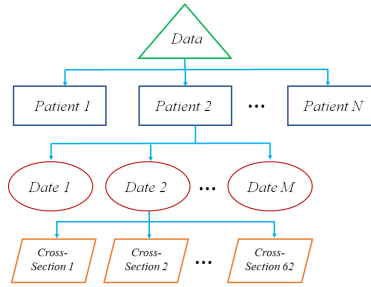 Data
Patient 1 Patient 2 ... Patient N
Date 1 Date 2 ... Date M
Cross- Cross- Cross-
Section 1 Section 2 ... Section 62